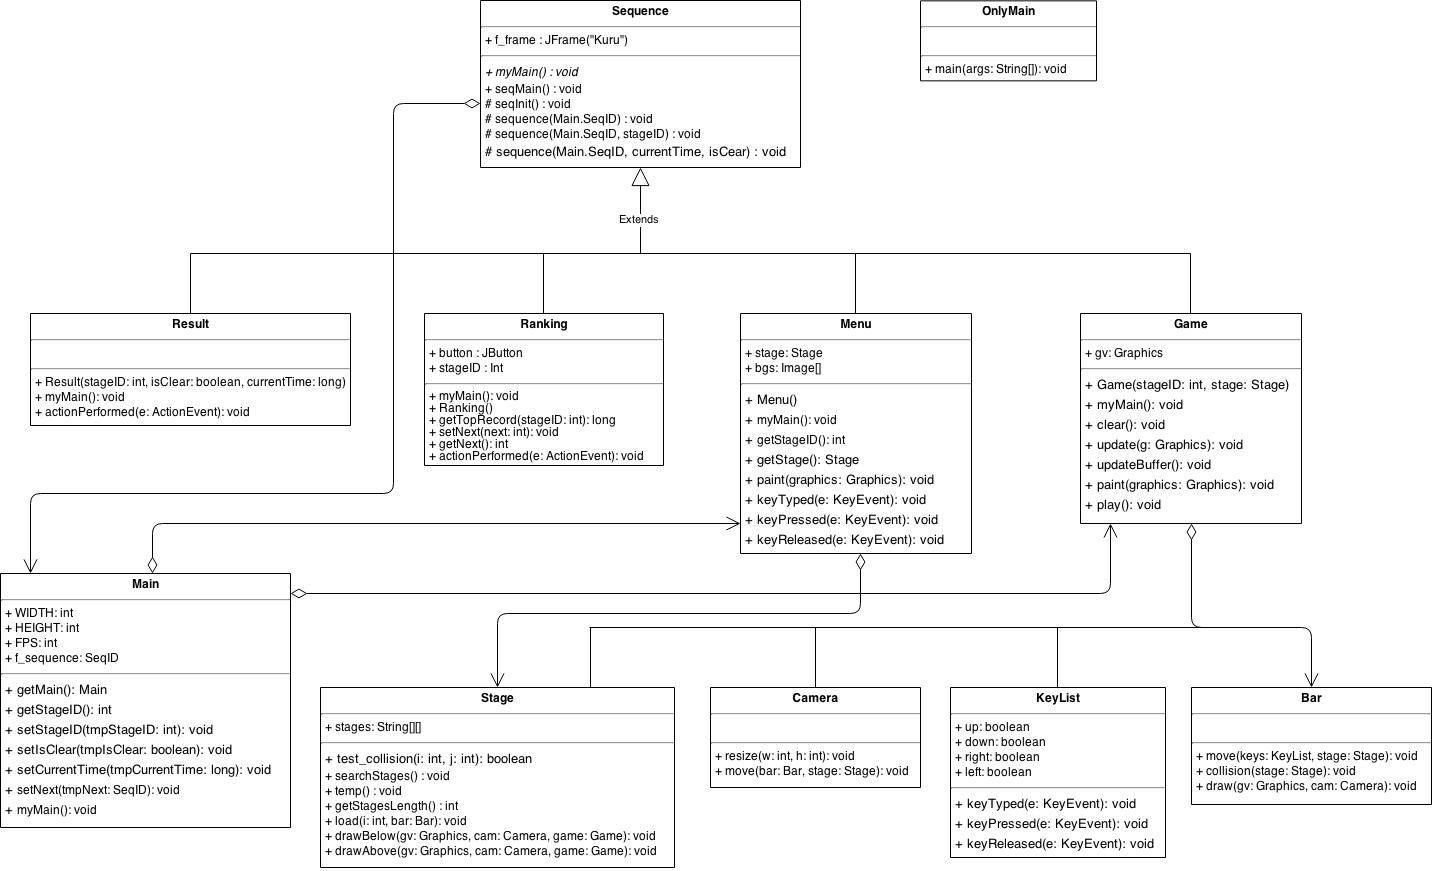 Sequence
+ f_frame : JFrame("Kuru")
+ myMain() : void
+ seqMain() : void
# seqInit() : void
# sequence(Main.SeqID) : void
# sequence(Main.SeqID, stageID) : void
# sequence(Main.SeqID, currentTime, isCear) : void
OnlyMain
+ main(args: String[]): void
Extends
Result
+ Result(stageID: int, isClear: boolean, currentTime: long)
+ myMain(): void
+ actionPerformed(e: ActionEvent): void
Ranking
+ button : JButton
+ stageID : Int
+ myMain(): void
+ Ranking()
+ getTopRecord(stageID: int): long
+ setNext(next: int): void
+ getNext(): int
+ actionPerformed(e: ActionEvent): void
Menu
+ stage: Stage
+ bgs: Image[]
+ Menu()
+ myMain(): void
+ getStageID(): int
+ getStage(): Stage
+ paint(graphics: Graphics): void
+ keyTyped(e: KeyEvent): void
+ keyPressed(e: KeyEvent): void
+ keyReleased(e: KeyEvent): void
Game
+ gv: Graphics
+ Game(stageID: int, stage: Stage)
+ myMain(): void
+ clear(): void
+ update(g: Graphics): void
+ updateBuffer(): void
+ paint(graphics: Graphics): void
+ play(): void
Main
+ WIDTH: int
+ HEIGHT: int
+ FPS: int
+ f_sequence: SeqID
+ getMain(): Main
+ getStageID(): int
+ setStageID(tmpStageID: int): void
+ setIsClear(tmpIsClear: boolean): void
+ setCurrentTime(tmpCurrentTime: long): void
+ setNext(tmpNext: SeqID): void
+ myMain(): void
Stage
+ stages: String[][]
+ test_collision(i: int, j: int): boolean
+ searchStages() : void
+ temp() : void
+ getStagesLength() : int
+ load(i: int, bar: Bar): void
+ drawBelow(gv: Graphics, cam: Camera, game: Game): void
+ drawAbove(gv: Graphics, cam: Camera, game: Game): void
Camera
+ resize(w: int, h: int): void
+ move(bar: Bar, stage: Stage): void
KeyList
+ up: boolean
+ down: boolean
+ right: boolean
+ left: boolean
+ keyTyped(e: KeyEvent): void
+ keyPressed(e: KeyEvent): void
+ keyReleased(e: KeyEvent): void
Bar
+ move(keys: KeyList, stage: Stage): void
+ collision(stage: Stage): void
+ draw(gv: Graphics, cam: Camera): void